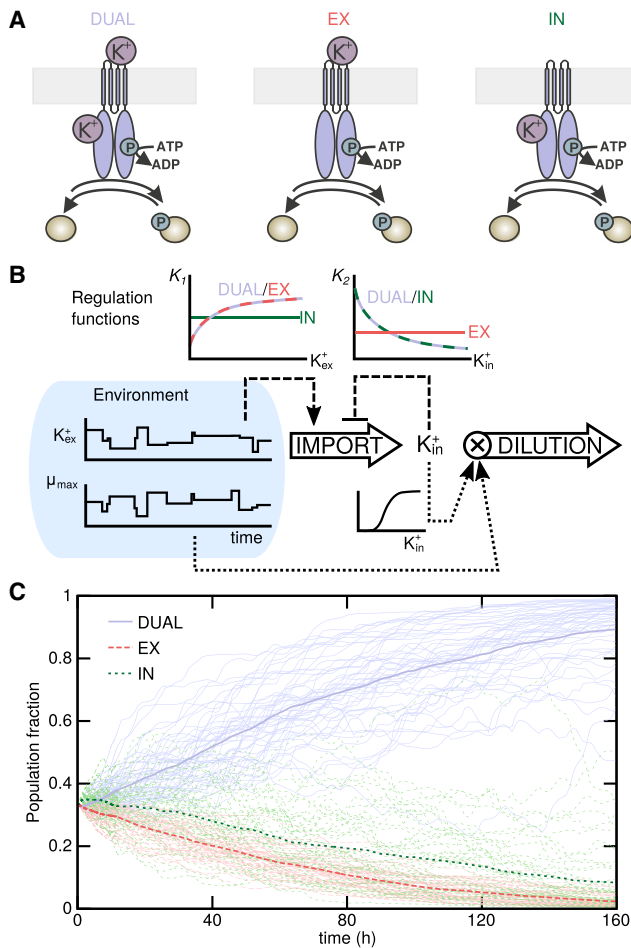 A
DUAL EX IN
K+ K+
K+ K+
P ATP P ATP P ATP
ADP ADP ADP
P P P
B
K1 K2
Regulation
functions
DUAL/EX
IN
DUAL/IN
EX
K+ex K+in
Environment
K+ex
IMPORT
K+in
× DILUTION
μmax
time
K+in
C
1
0.8
0.6
0.4
0.2
0
Population fraction
DUAL
EX
IN
0 40 80 120 160
time (h)